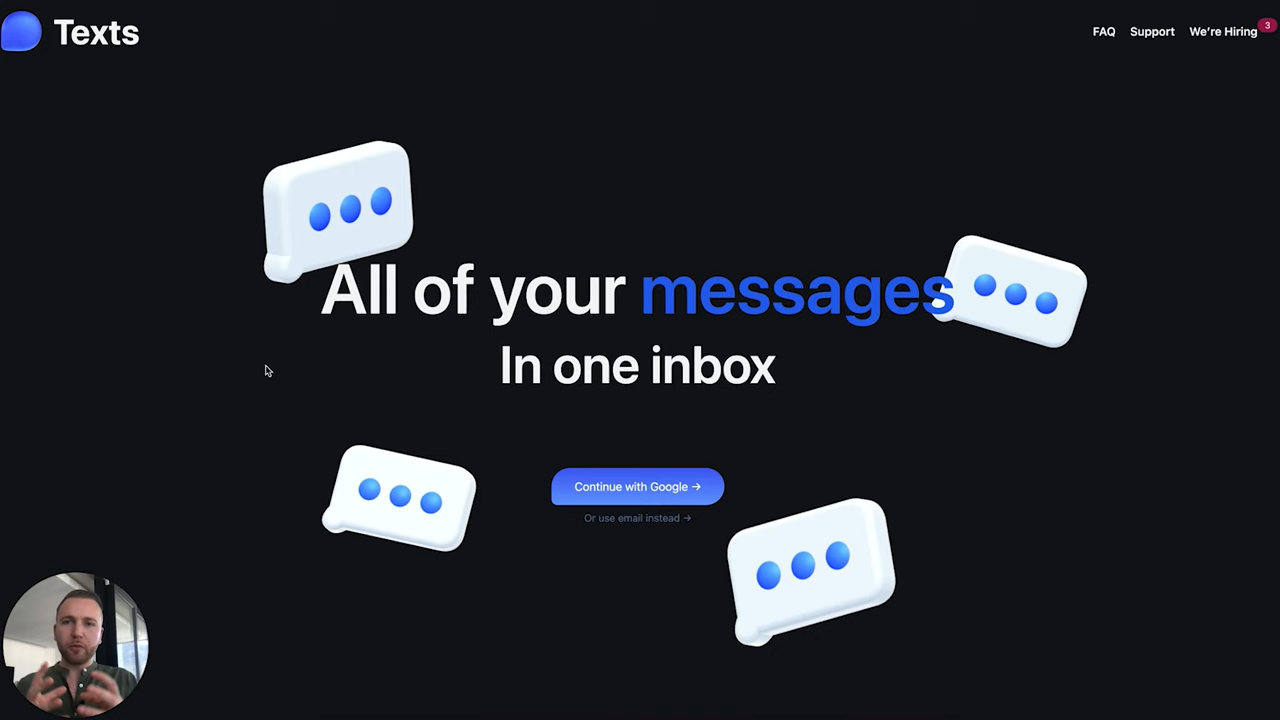 Texts
FAQ Support We're Hiring 3
All of your messages
In one inbox
Continue with Google →
Or use email instead →